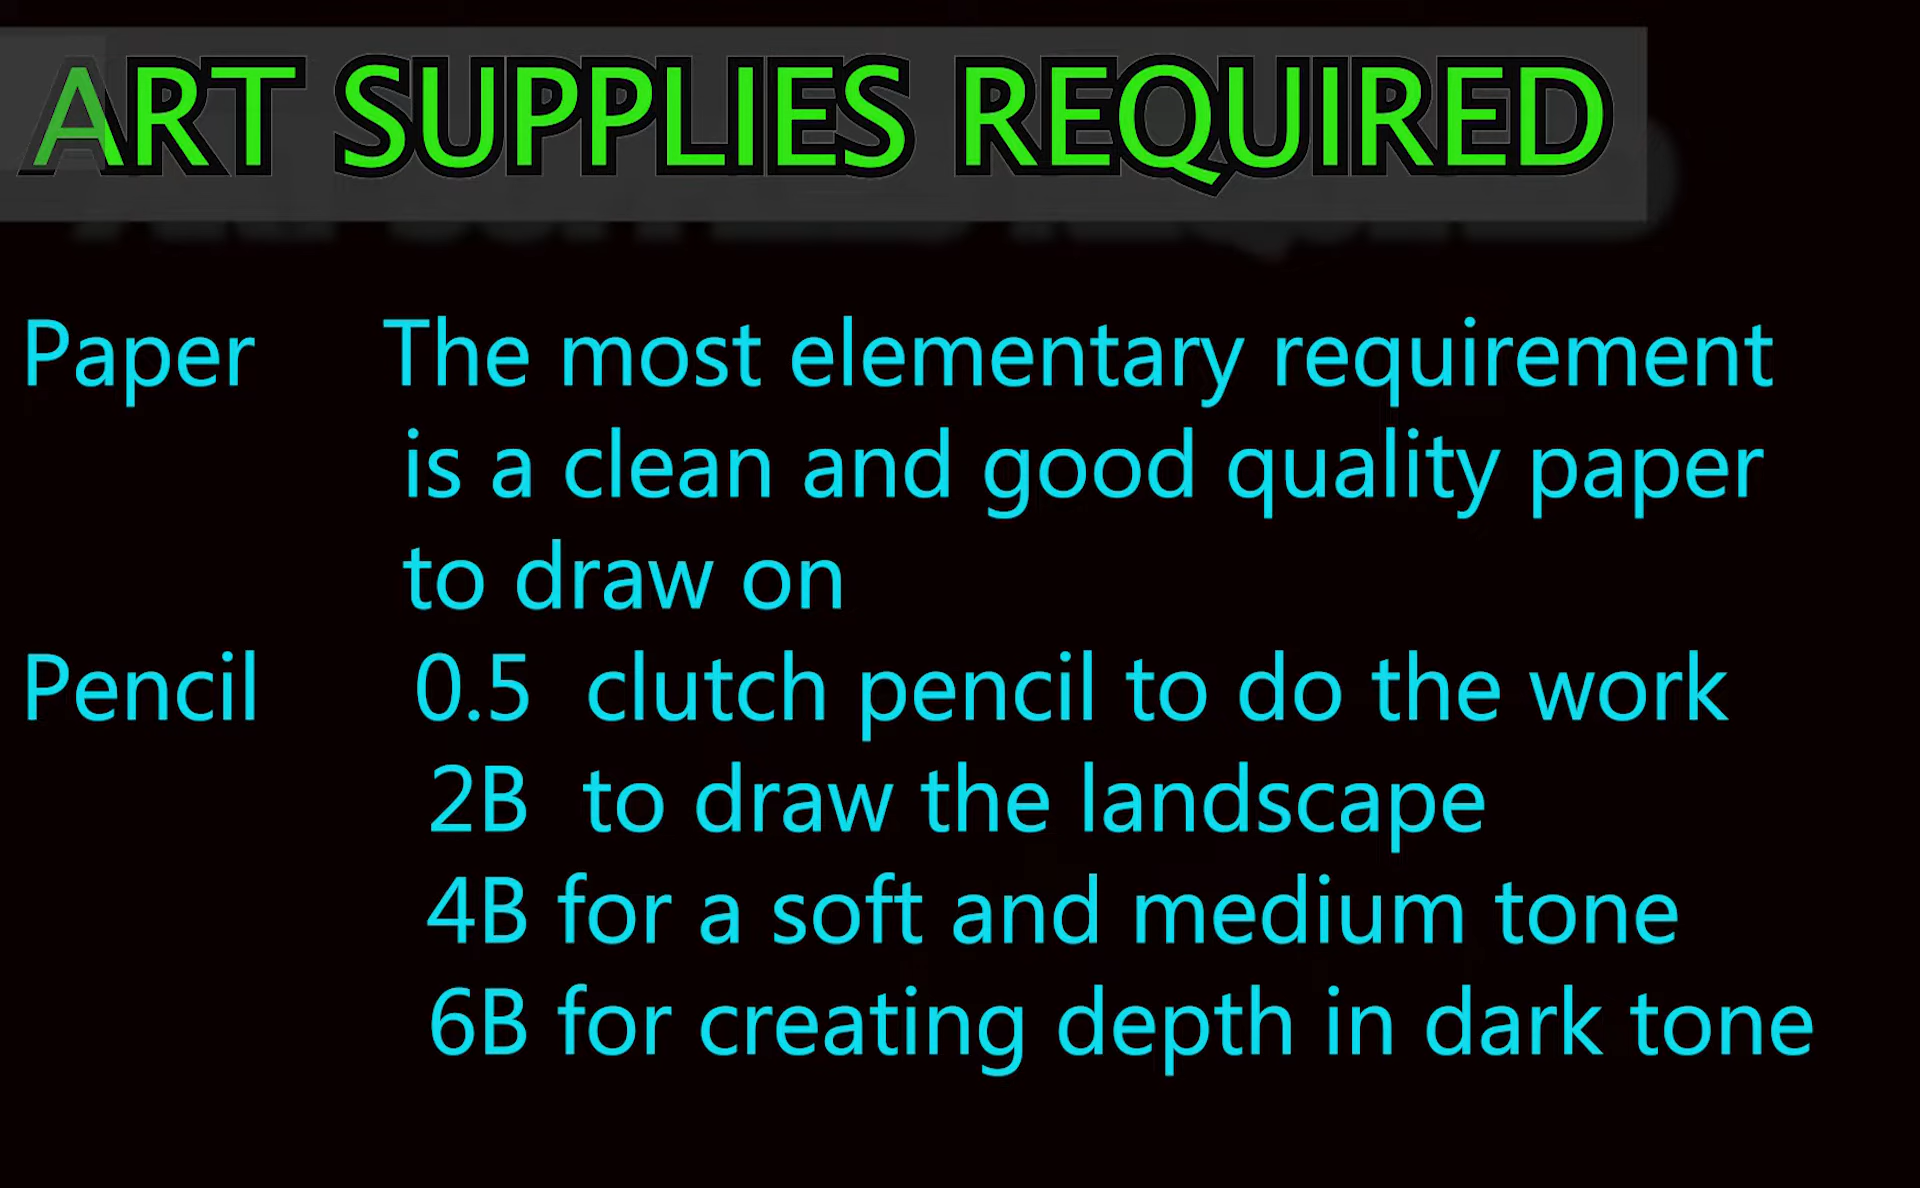 ART SUPPLIES REQUIRED
Paper The most elementary requirement
is a clean and good quality paper
to draw on
Pencil 0.5 clutch pencil to do the work
2B to draw the landscape
4B for a soft and medium tone
6B for creating depth in dark tone